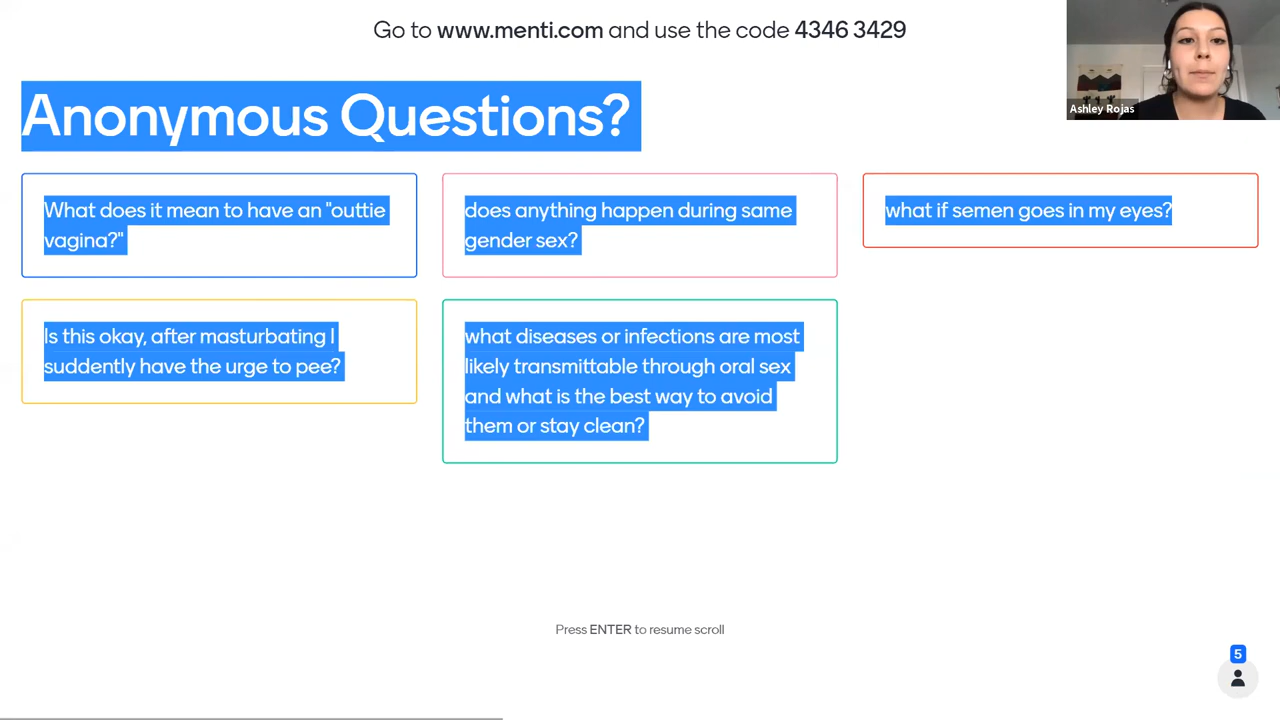 Go to www.menti.com and use the code 4346 3429
Ashley Rojas
Anonymous Questions?
What does it mean to have an "outtie
vagina?"
does anything happen during same
gender sex?
what if semen goes in my eyes?
Is this okay, after masturbating I
suddently have the urge to pee?
what diseases or infections are most
likely transmittable through oral sex
and what is the best way to avoid
them or stay clean?
Press ENTER to resume scroll
5